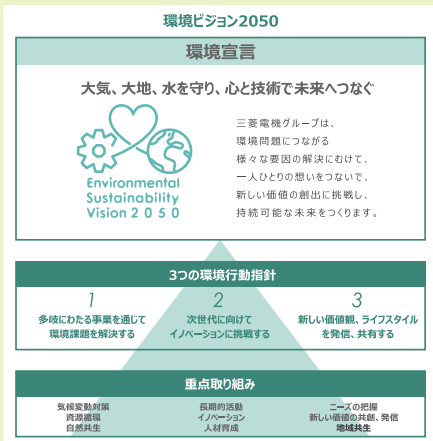 環境ビジョン2050
環境宣言
大気、大地、水を守り、心と技術で未来へつなぐ
Environmental
Sustainability
Vision 2050
三菱電機グループは、
環境問題につながる
様々な要因の解決にむけて、
一人ひとりの想いをつないで、
新しい価値の創出に挑戦し、
持続可能な未来をつくります。
3つの環境行動指針
1
多岐にわたる事業を通じて
環境課題を解決する
2
次世代に向けて
イノベーションに挑戦する
3
新しい価値観、ライフスタイル
を発信、共有する
重点取り組み
気候変動対策
資源循環
自然共生
長期的活動
イノベーション
人材育成
ニーズの把握
新しい価値の共創、発信
地域共生